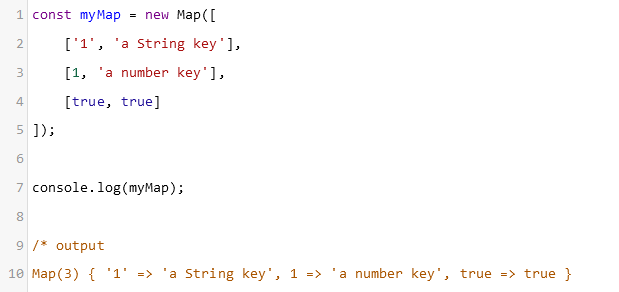 1 const myMap = new Map([
2     ['1', 'a String key'],
3     [1, 'a number key'],
4     [true, true]
5 ]);
6
7 console.log(myMap);
8
9 /* output
10 Map(3) { '1' => 'a String key', 1 => 'a number key', true => true }